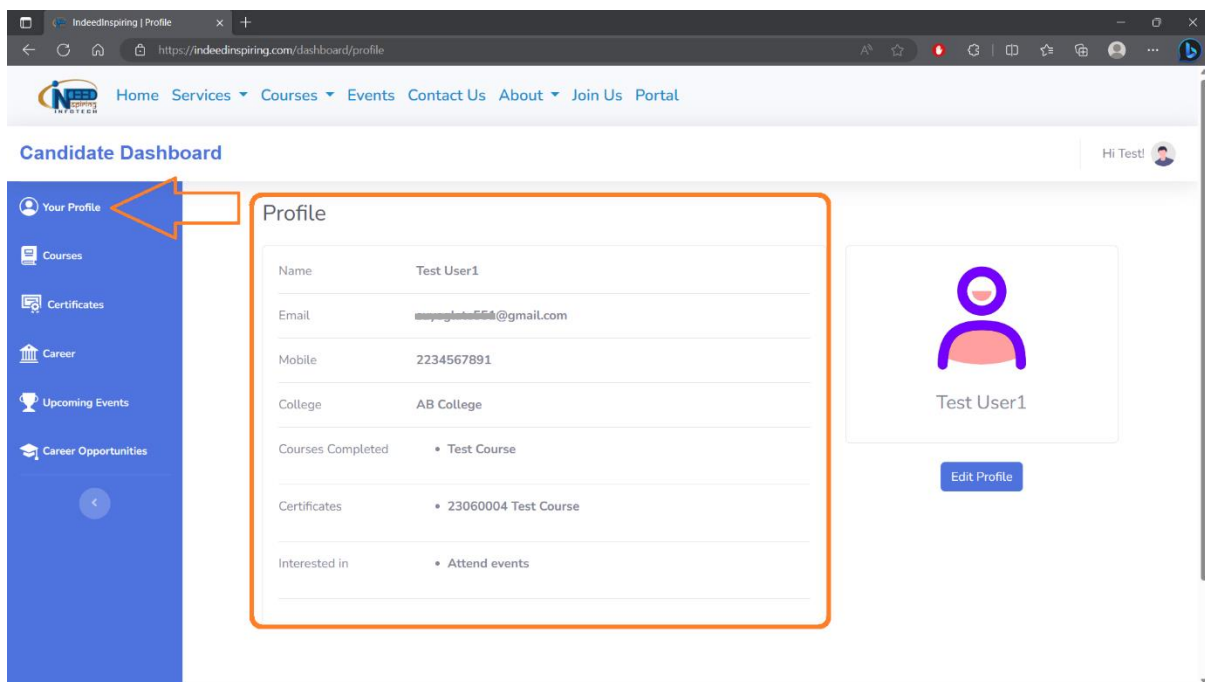 IndeedInspiring | Profile
https://indeedinspiring.com/dashboard/profile
INEED
Inspiring
INFOTECH
Home Services Courses Events Contact Us About Join Us Portal
Candidate Dashboard
Hi Test!
Your Profile
Courses
Certificates
Career
Upcoming Events
Career Opportunities
Profile
Name Test User1
Email @gmail.com
Mobile 2234567891
College AB College
Courses Completed • Test Course
Certificates • 23060004 Test Course
Interested in • Attend events
Test User1
Edit Profile